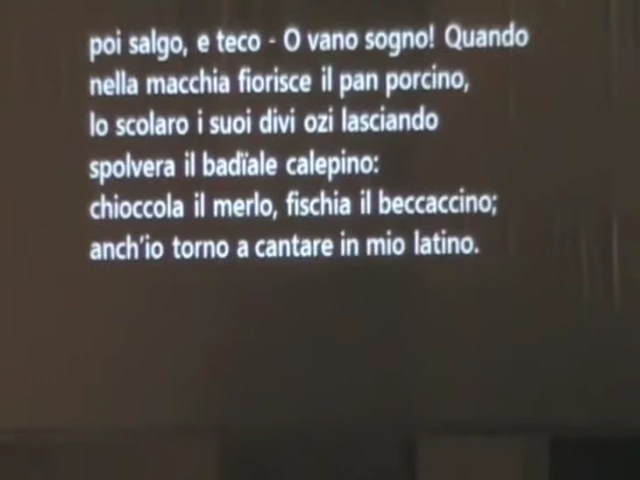 poi salgo, e teco - O vano sogno! Quando
nella macchia fiorisce il pan porcino,
lo scolaro i suoi divi ozi lasciando
spolvera il badïale calepino:
chioccola il merlo, fischia il beccaccino;
anch'io torno a cantare in mio latino.